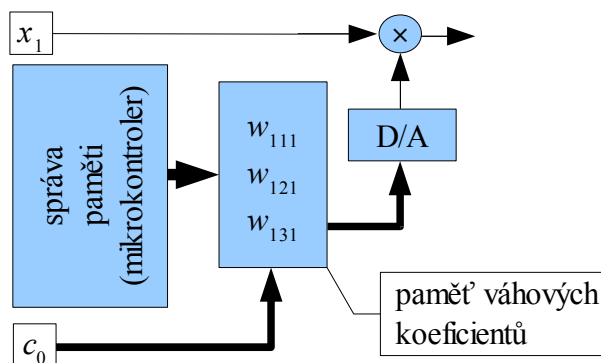 x₁
×
správa
paměti
(mikrokontroler)
w₁₁₁
w₁₂₁
w₁₃₁
D/A
paměť váhových
koeficientů
c₀